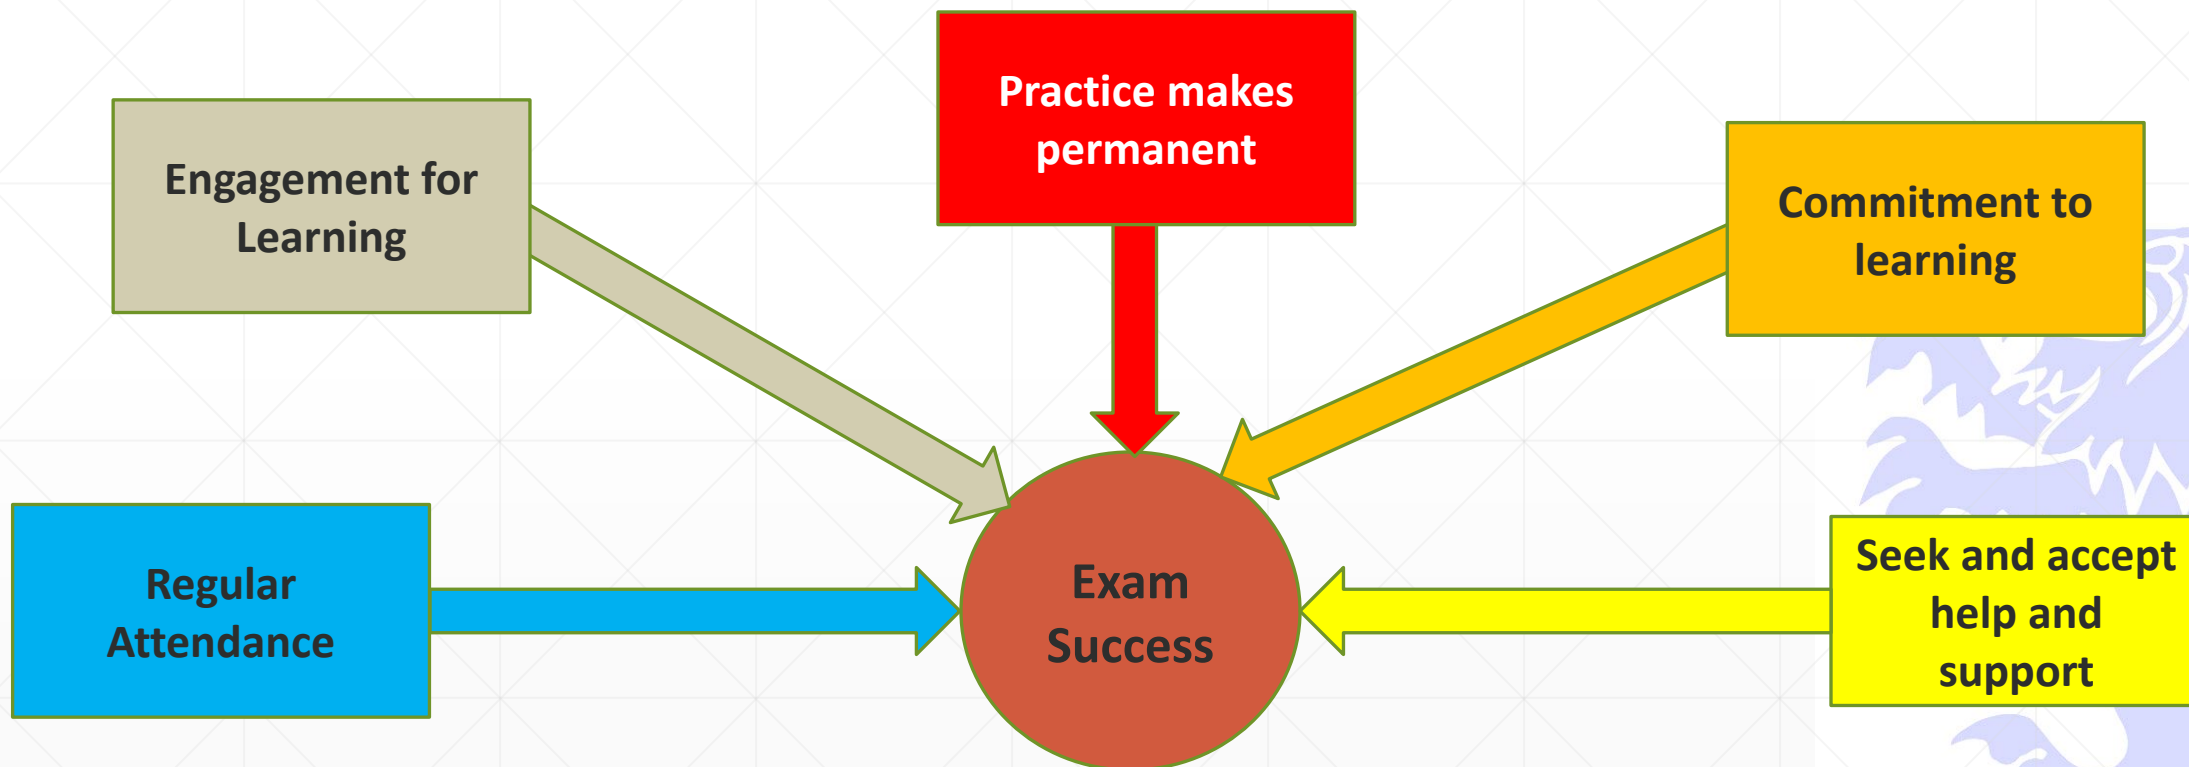 Practice makes
permanent
Engagement for
Learning
Commitment to
learning
Regular
Attendance
Exam
Success
Seek and accept
help and
support